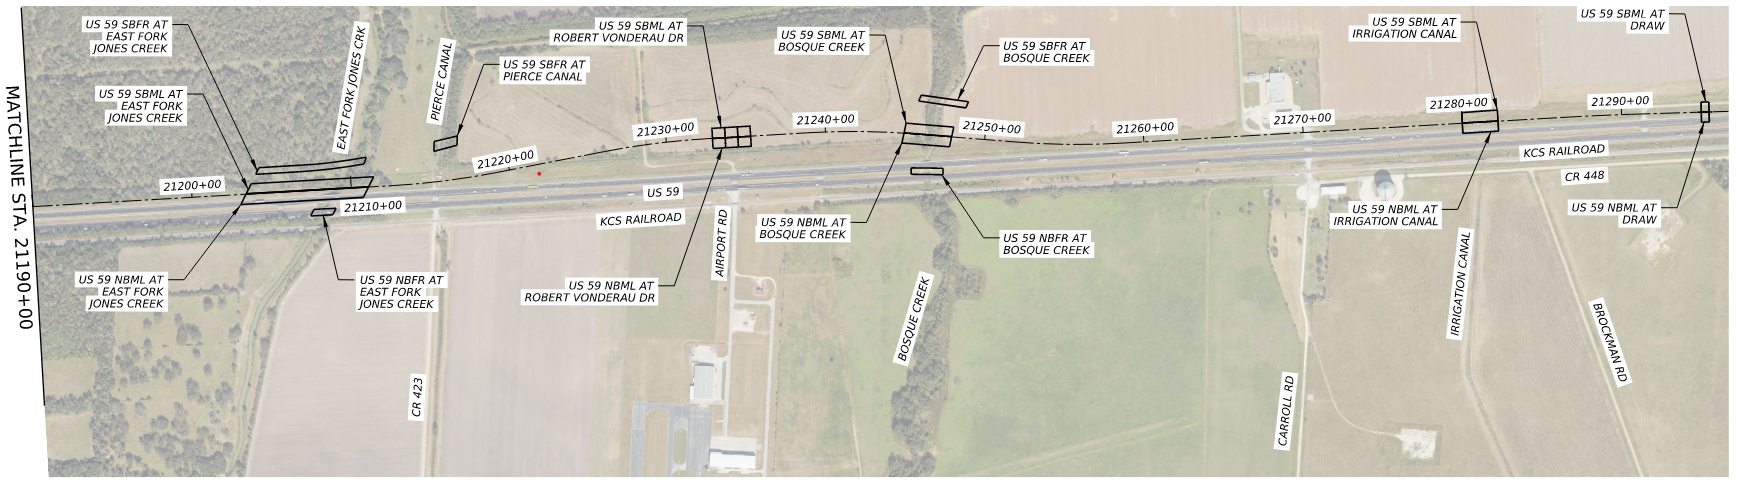 US 59 SBFR AT
EAST FORK
JONES CREEK
US 59 SBML AT
EAST FORK
JONES CREEK
EAST FORK JONES CRK
PIERCE CANAL
US 59 SBFR AT
PIERCE CANAL
US 59 SBML AT
ROBERT VONDERAU DR
US 59 SBML AT
BOSQUE CREEK
US 59 SBFR AT
BOSQUE CREEK
US 59 SBML AT
IRRIGATION CANAL
US 59 SBML AT
DRAW
MATCHLINE STA. 21190+00
21200+00
21210+00
21220+00
21230+00
21240+00
21250+00
21260+00
21270+00
21280+00
21290+00
US 59
KCS RAILROAD
KCS RAILROAD
CR 448
US 59 NBML AT
EAST FORK
JONES CREEK
US 59 NBFR AT
EAST FORK
JONES CREEK
US 59 NBML AT
ROBERT VONDERAU DR
AIRPORT RD
US 59 NBML AT
BOSQUE CREEK
US 59 NBFR AT
BOSQUE CREEK
US 59 NBML AT
IRRIGATION CANAL
US 59 NBML AT
DRAW
CR 423
BOSQUE CREEK
CARROLL RD
IRRIGATION CANAL
BROCKMAN RD